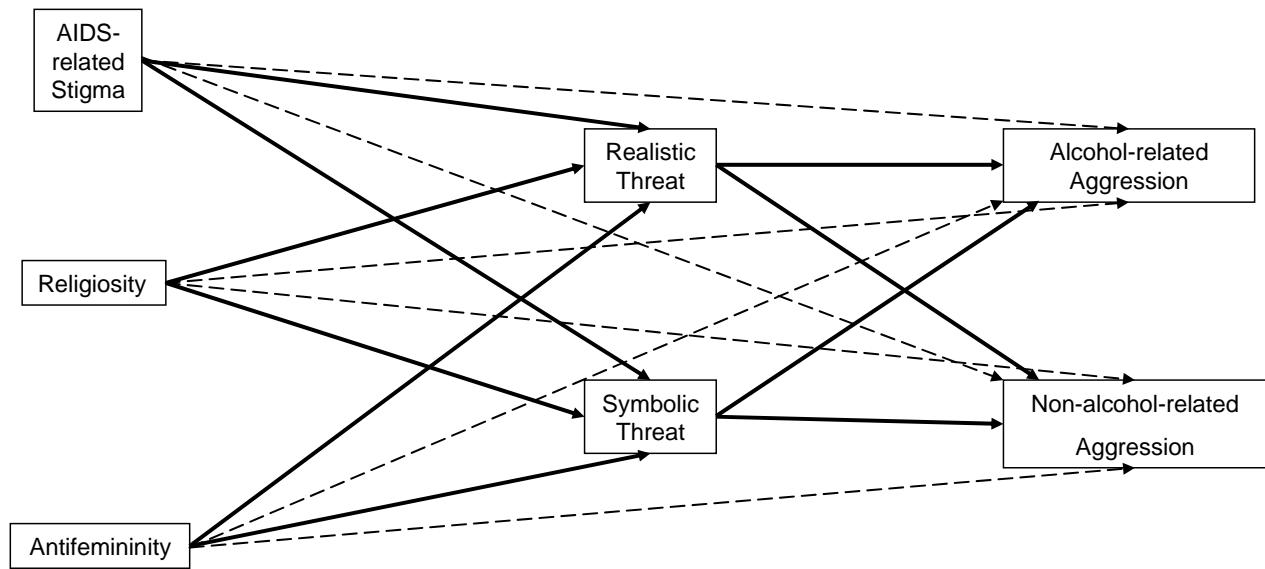 AIDS-
related
Stigma
Realistic
Threat
Alcohol-related
Aggression
Religiosity
Symbolic
Threat
Non-alcohol-related
Aggression
Antifemininity